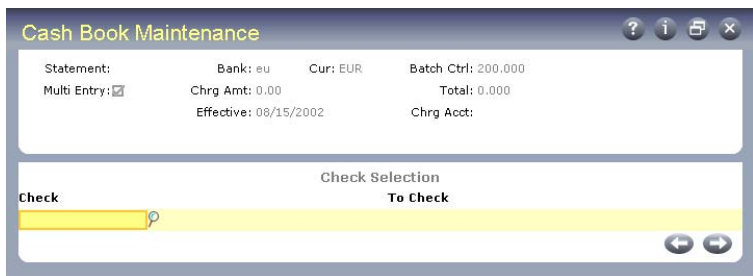 Cash Book Maintenance
Statement: Bank: eu Cur: EUR Batch Ctrl: 200.000
Multi Entry: Chrg Amt: 0.00 Total: 0.000
Effective: 08/15/2002 Chrg Acct:
Check Selection
Check To Check